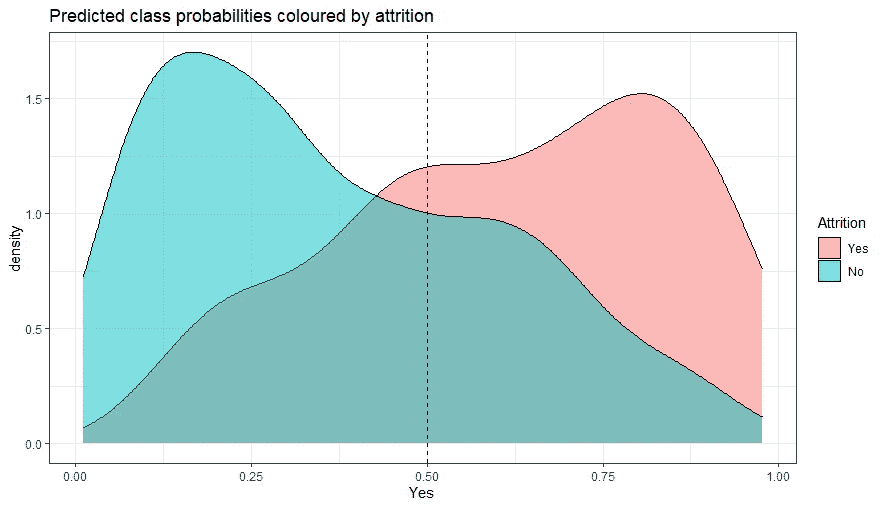 Predicted class probabilities coloured by attrition
1.5
1.0
0.5
0.0
density
0.00 0.25 0.50 0.75 1.00
Yes
Attrition
Yes
No